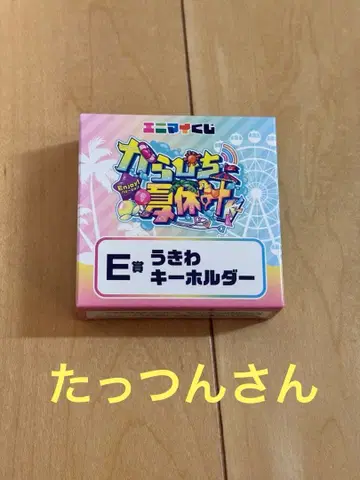 エニマイくじ
からぴち
Enjoy!
夏休み!
E賞 うきわ
キーホルダー
たっつんさん